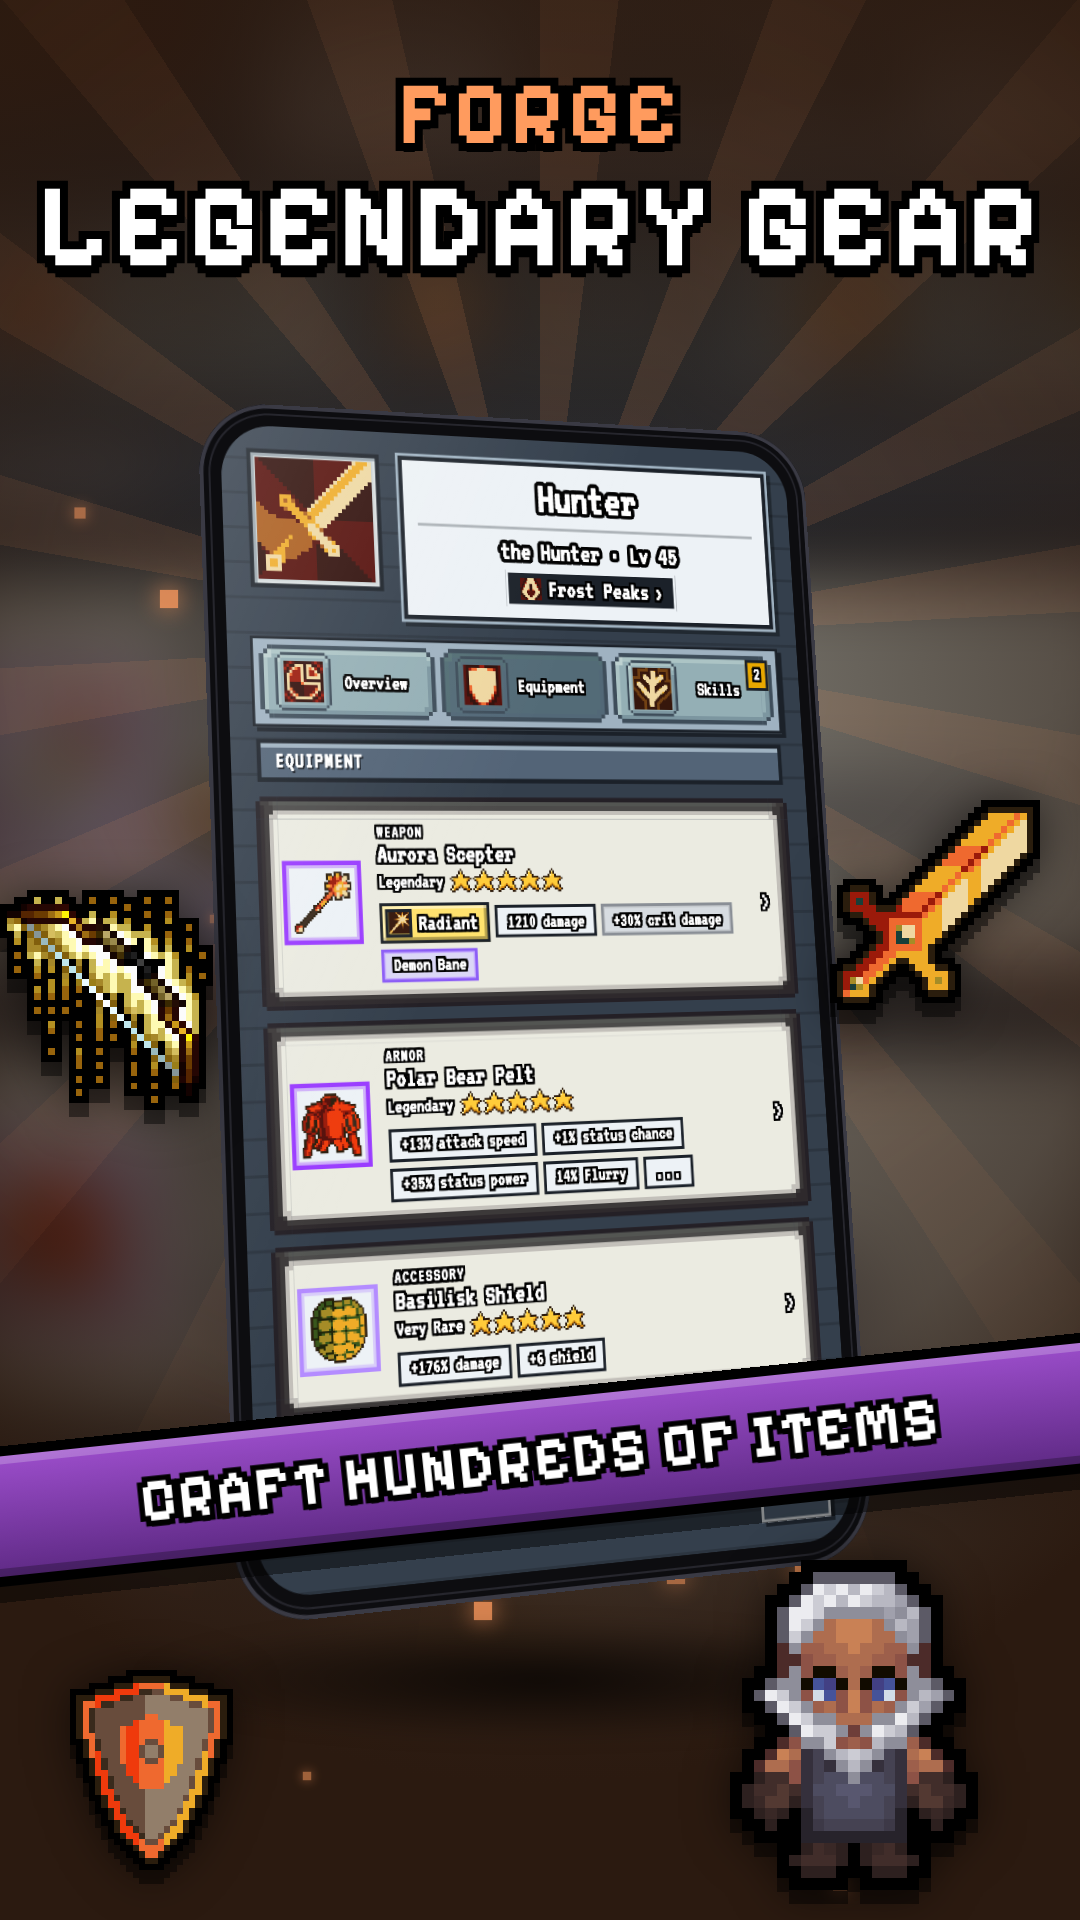 FORGE
LEGENDARY GEAR
Hunter
the Hunter • Lv 45
Frost Peaks ›
Overview
Equipment
Skills
2
EQUIPMENT
WEAPON
Aurora Scepter
Legendary
Radiant
1210 damage
+30% crit damage
Demon Bane
ARMOR
Polar Bear Pelt
Legendary
+13% attack speed
+1% status chance
+35% status power
14% Flurry
...
ACCESSORY
Basilisk Shield
Very Rare
+176% damage
+6 shield
CRAFT HUNDREDS OF ITEMS